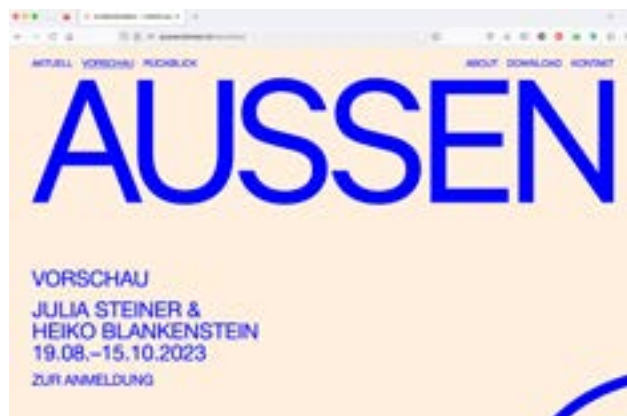 AKTUELL VORSCHAU RÜCKBLICK
ABOUT DOWNLOAD KONTAKT
AUSSEN
VORSCHAU
JULIA STEINER &
HEIKO BLANKENSTEIN
19.08.–15.10.2023
ZUR ANMELDUNG